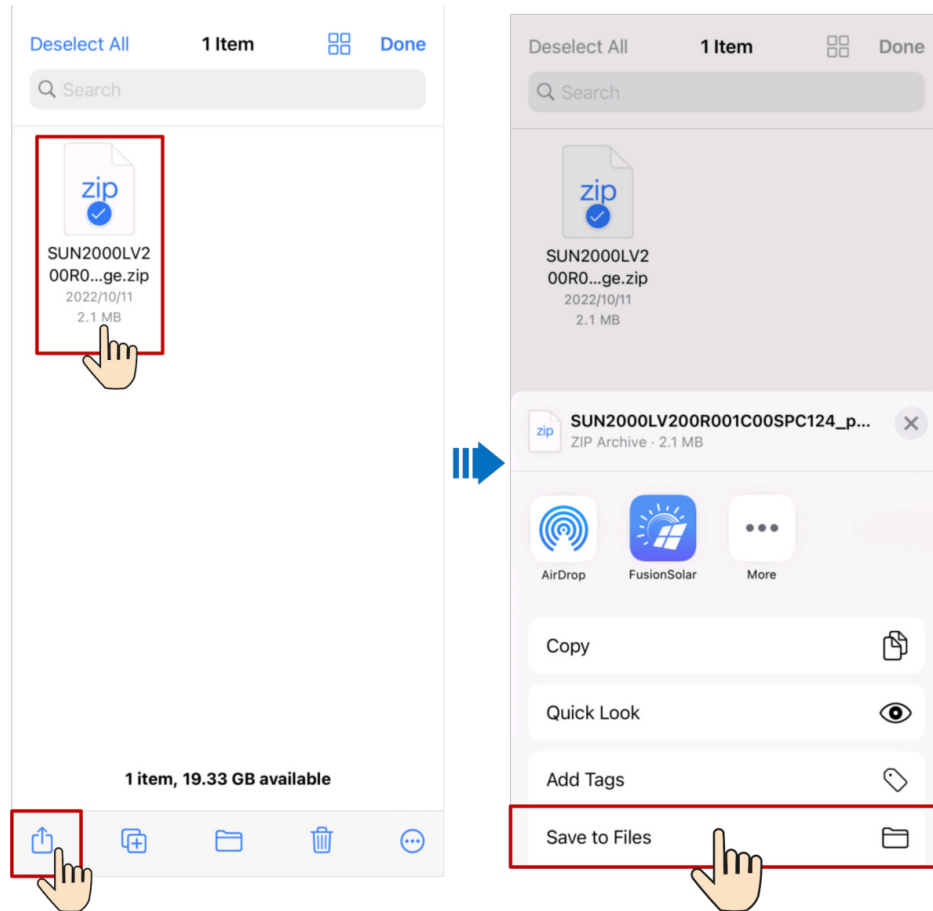 Deselect All 1 Item Done
Search
zip
SUN2000LV2
00R0...ge.zip
2022/10/11
2.1 MB
1 item, 19.33 GB available
Deselect All 1 Item Done
Search
zip
SUN2000LV2
00R0...ge.zip
2022/10/11
2.1 MB
zip
SUN2000LV200R001C00SPC124_p...
ZIP Archive · 2.1 MB
AirDrop FusionSolar More
Copy
Quick Look
Add Tags
Save to Files